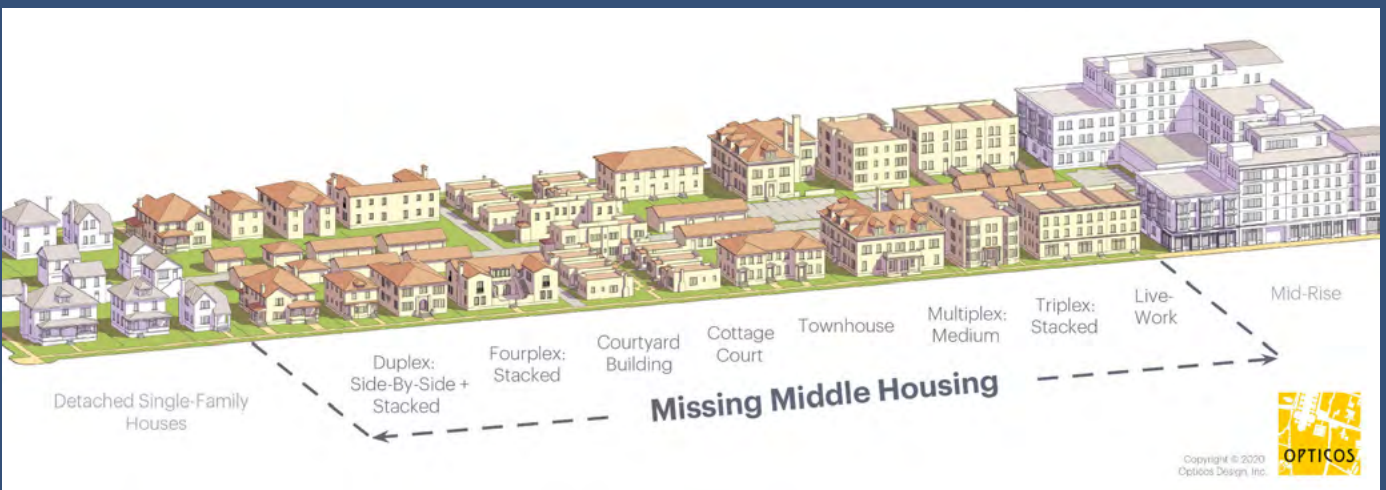 Detached Single-Family
Houses
Duplex:
Side-By-Side +
Stacked
Fourplex:
Stacked
Courtyard
Building
Cottage
Court
Townhouse
Multiplex:
Medium
Triplex:
Stacked
Live-
Work
Mid-Rise
Missing Middle Housing
Copyright © 2020
Opticos Design, Inc.
OPTICOS